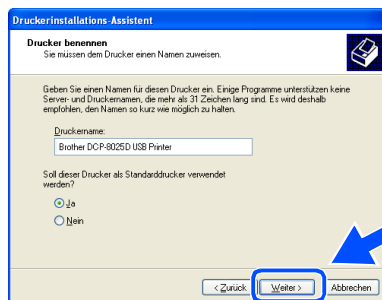 Druckerinstallations-Assistent
Drucker benennen
Sie müssen dem Drucker einen Namen zuweisen.
Geben Sie einen Namen für diesen Drucker ein. Einige Programme unterstützen keine
Server- und Druckernamen, die mehr als 31 Zeichen lang sind. Es wird deshalb
empfohlen, den Namen so kurz wie möglich zu halten.
Druckername:
Brother DCP-8025D USB Printer
Soll dieser Drucker als Standarddrucker verwendet
werden?
Ja
Nein
< Zurück Weiter > Abbrechen